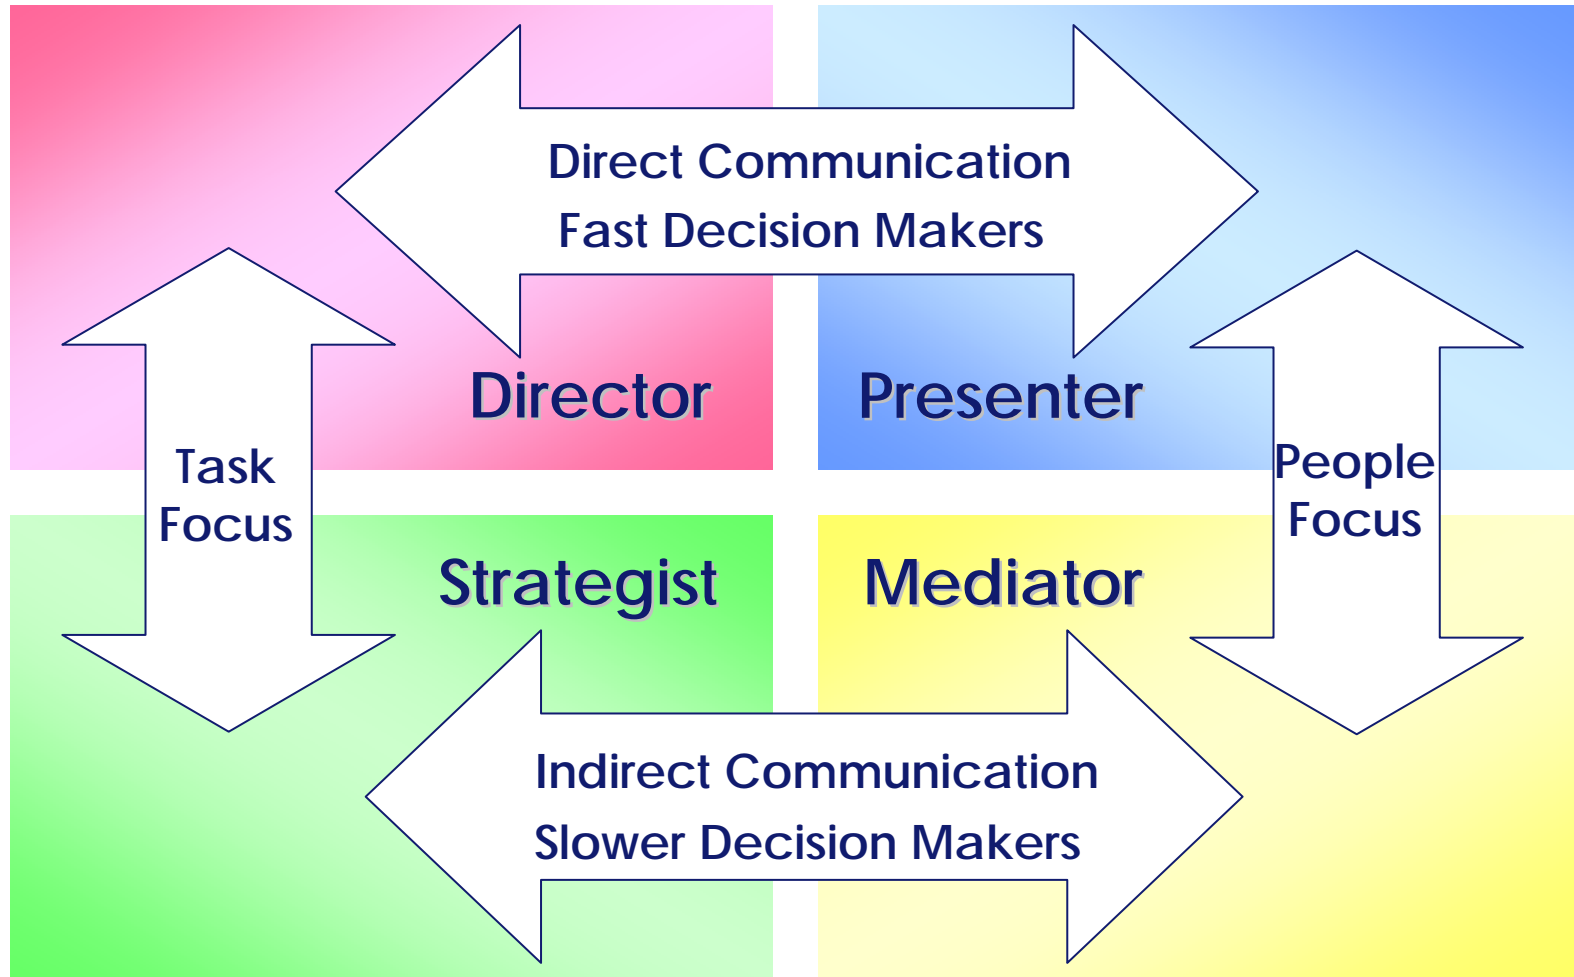 Direct Communication
Fast Decision Makers
Director
Presenter
Task
Focus
People
Focus
Strategist
Mediator
Indirect Communication
Slower Decision Makers